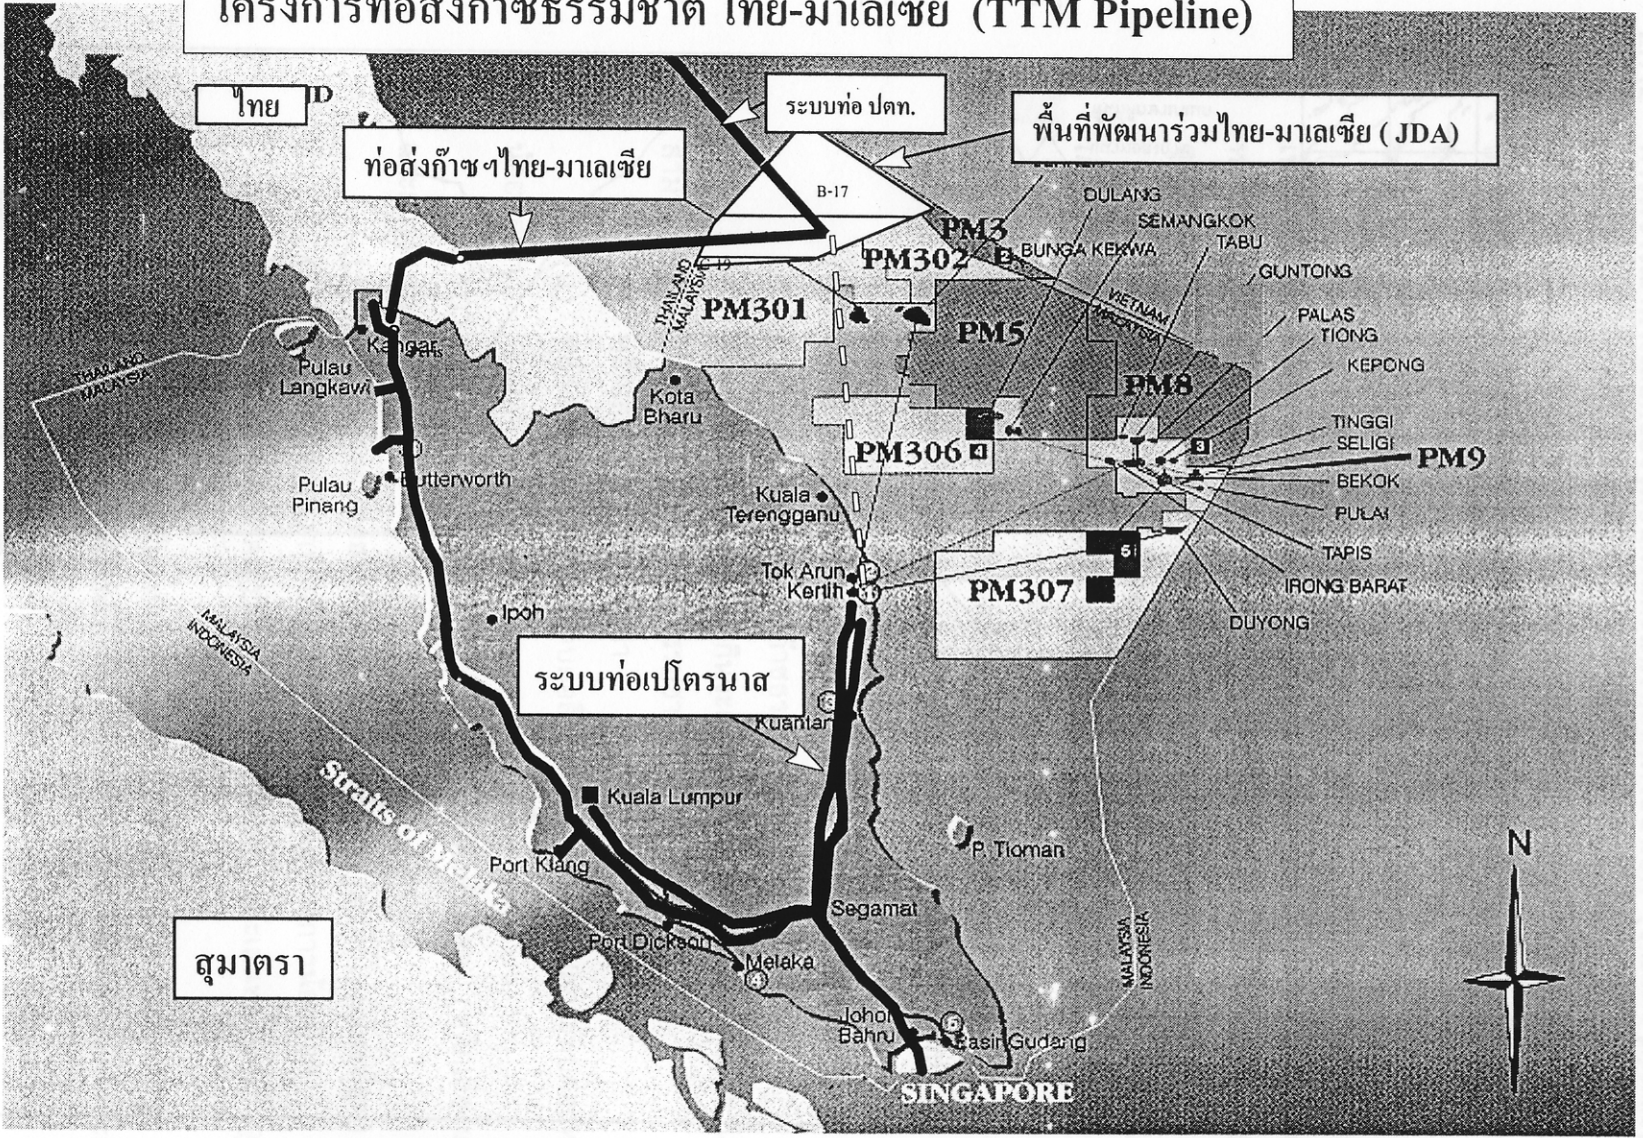 โครงการท่อส่งก๊าซธรรมชาติ ไทย-มาเลเซีย (TTM Pipeline)
ไทย
ND
ระบบท่อ ปตท.
พื้นที่พัฒนาร่วมไทย-มาเลเซีย ( JDA)
ท่อส่งก๊าซฯไทย-มาเลเซีย
B-17
DULANG
SEMANGKOK
TABU
GUNTONG
PM3
BUNGA KEKWA
PM302
PM301
THAILAND
MALAYSIA
VIETNAM
MALAYSIA
PALAS
TIONG
KEPONG
PM5
PM8
Kangar
Pulau
Langkawi
THAILAND
MALAYSIA
Kota
Bharu
TINGGI
SELIGI
PM9
BEKOK
PULAI
TAPIS
IRONG BARAT
DUYONG
PM306
4
3
Pulau
Pinang
Butterworth
Kuala
Terengganu
Tok Arun
Kertih
PM307
Ipoh
MALAYSIA
INDONESIA
ระบบท่อเปโตรนาส
Kuantan
Straits of Melaka
Kuala Lumpur
Port Klang
P. Tioman
N
Segamat
Port Dickson
Melaka
MALAYSIA
INDONESIA
สุมาตรา
Johor
Bahru
Pasir Gudang
SINGAPORE